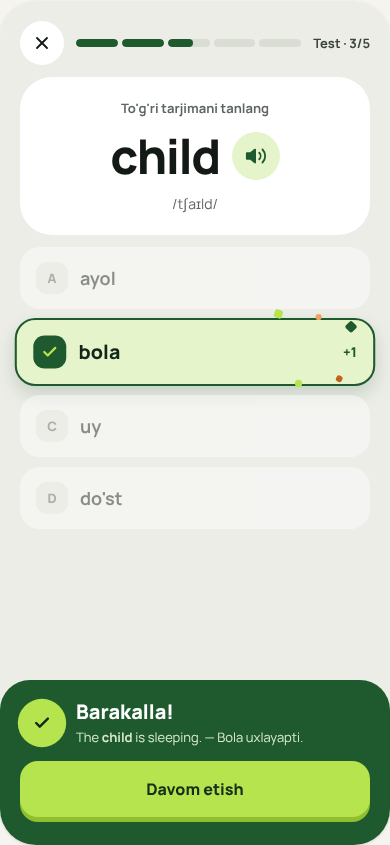 Test · 3/5
To'g'ri tarjimani tanlang
child
/tʃaɪld/
A ayol
bola +1
C uy
D do'st
Barakalla!
The child is sleeping. — Bola uxlayapti.
Davom etish